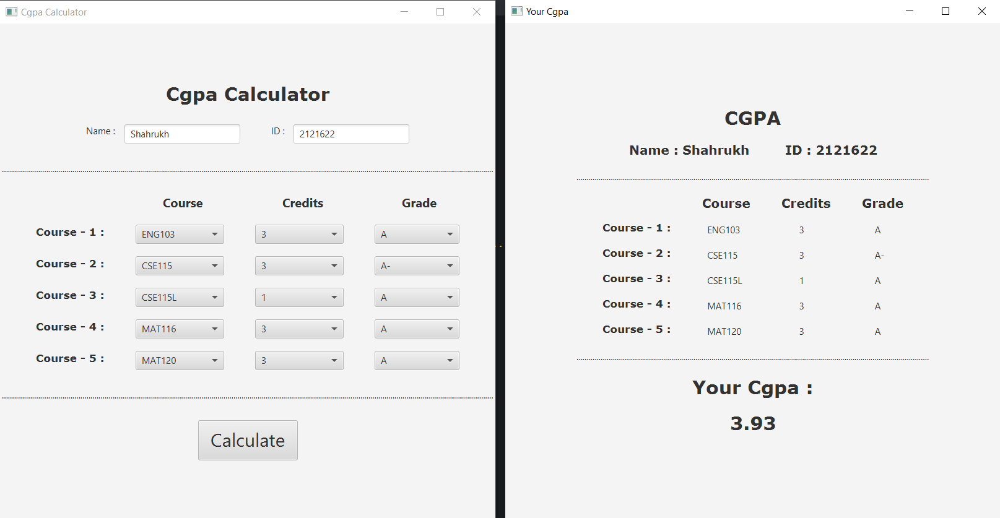 Cgpa Calculator
Cgpa Calculator
Name : Shahrukh ID : 2121622
Course Credits Grade
Course - 1 : ENG103 3 A
Course - 2 : CSE115 3 A-
Course - 3 : CSE115L 1 A
Course - 4 : MAT116 3 A
Course - 5 : MAT120 3 A
Calculate
Your Cgpa
CGPA
Name : Shahrukh ID : 2121622
Course Credits Grade
Course - 1 : ENG103 3 A
Course - 2 : CSE115 3 A-
Course - 3 : CSE115L 1 A
Course - 4 : MAT116 3 A
Course - 5 : MAT120 3 A
Your Cgpa :
3.93